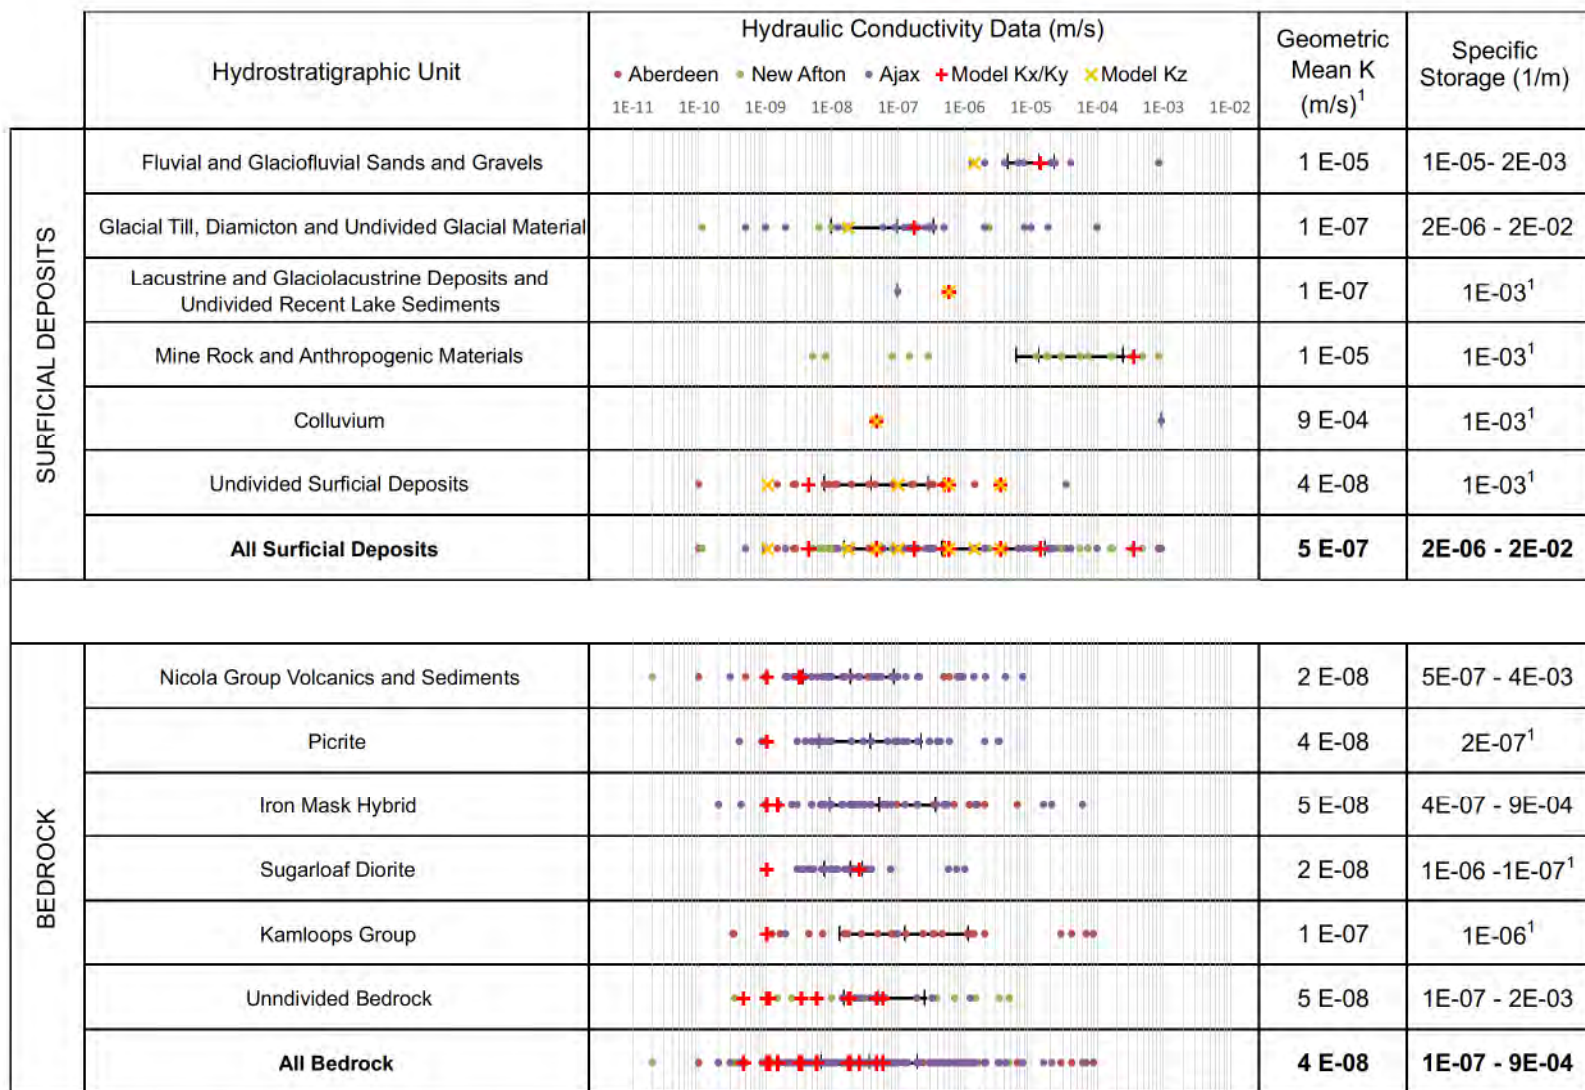 Hydrostratigraphic Unit
Hydraulic Conductivity Data (m/s)
Aberdeen New Afton Ajax Model Kx/Ky Model Kz
1E-11 1E-10 1E-09 1E-08 1E-07 1E-06 1E-05 1E-04 1E-03 1E-02
Geometric
Mean K
(m/s)¹
Specific
Storage (1/m)
SURFICIAL DEPOSITS
Fluvial and Glaciofluvial Sands and Gravels 1 E-05 1E-05- 2E-03
Glacial Till, Diamicton and Undivided Glacial Material 1 E-07 2E-06 - 2E-02
Lacustrine and Glaciolacustrine Deposits and
Undivided Recent Lake Sediments 1 E-07 1E-03¹
Mine Rock and Anthropogenic Materials 1 E-05 1E-03¹
Colluvium 9 E-04 1E-03¹
Undivided Surficial Deposits 4 E-08 1E-03¹
All Surficial Deposits 5 E-07 2E-06 - 2E-02
BEDROCK
Nicola Group Volcanics and Sediments 2 E-08 5E-07 - 4E-03
Picrite 4 E-08 2E-07¹
Iron Mask Hybrid 5 E-08 4E-07 - 9E-04
Sugarloaf Diorite 2 E-08 1E-06 -1E-07¹
Kamloops Group 1 E-07 1E-06¹
Unndivided Bedrock 5 E-08 1E-07 - 2E-03
All Bedrock 4 E-08 1E-07 - 9E-04